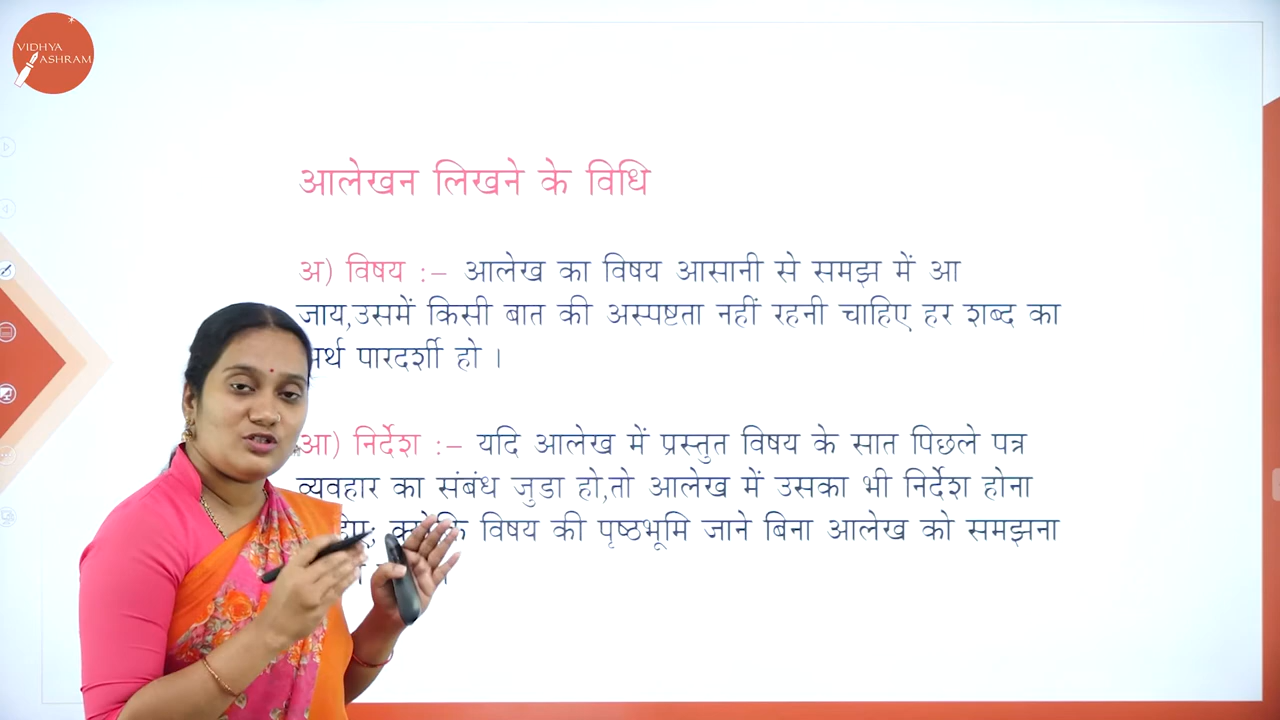 VIDHYA
ASHRAM
आलेखन लिखने के विधि
अ) विषय :– आलेख का विषय आसानी से समझ में आ
जाय,उसमें किसी बात की अस्पष्टता नहीं रहनी चाहिए हर शब्द का
पारदर्शी हो ।
आ) निर्देश :– यदि आलेख में प्रस्तुत विषय के सात पिछले पत्र
व्यवहार का संबंध जुडा हो,तो आलेख में उसका भी निर्देश होना
विषय की पृष्ठभूमि जाने बिना आलेख को समझना